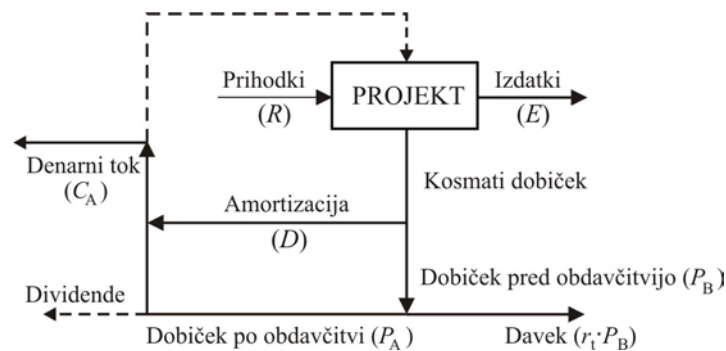 Prihodki
(R)
PROJEKT
Izdatki
(E)
Denarni tok
(C_A)
Kosmati dobiček
Amortizacija
(D)
Dobiček pred obdavčitvijo (P_B)
Dividende
Dobiček po obdavčitvi (P_A)
Davek (r_t·P_B)